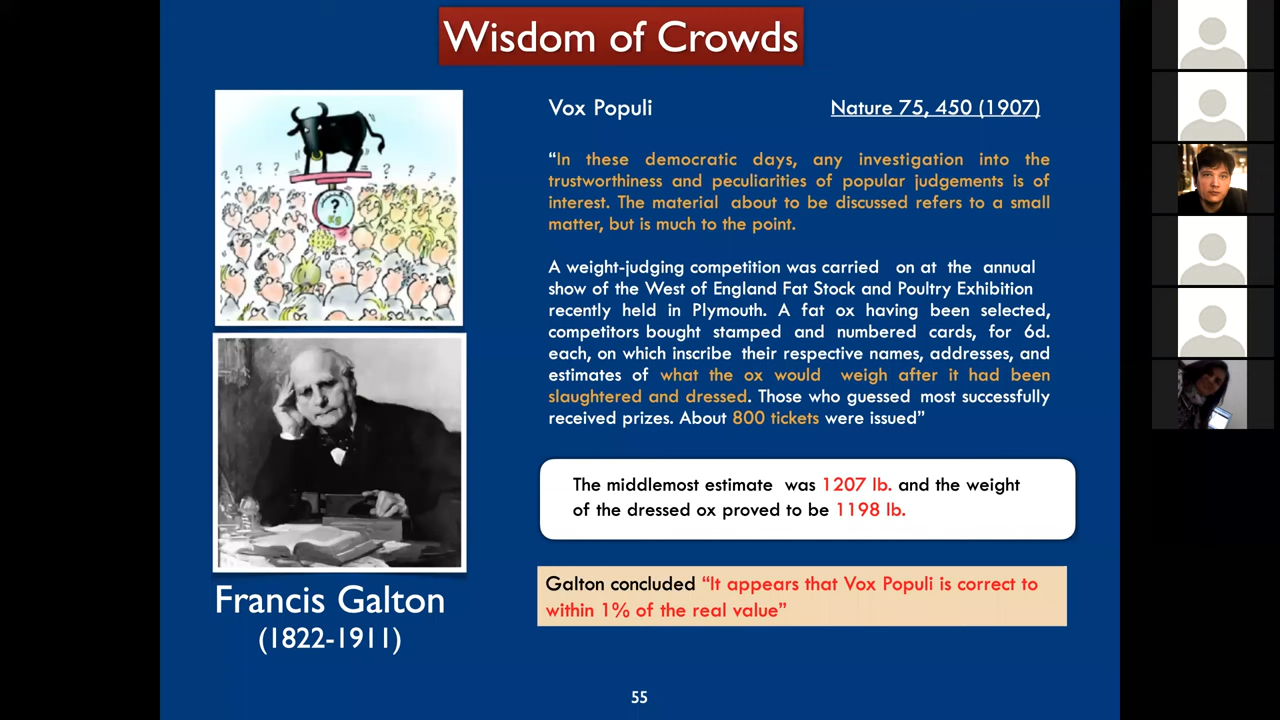 Wisdom of Crowds
Vox Populi
Nature 75, 450 (1907)
“In these democratic days, any investigation into the
trustworthiness and peculiarities of popular judgements is of
interest. The material about to be discussed refers to a small
matter, but is much to the point.
A weight-judging competition was carried on at the annual
show of the West of England Fat Stock and Poultry Exhibition
recently held in Plymouth. A fat ox having been selected,
competitors bought stamped and numbered cards, for 6d.
each, on which inscribe their respective names, addresses, and
estimates of what the ox would weigh after it had been
slaughtered and dressed. Those who guessed most successfully
received prizes. About 800 tickets were issued”
? ? ? ? ? ? ? ?
?
KG
The middlemost estimate was 1207 lb. and the weight
of the dressed ox proved to be 1198 lb.
Galton concluded “It appears that Vox Populi is correct to
within 1% of the real value”
Francis Galton
(1822-1911)
55